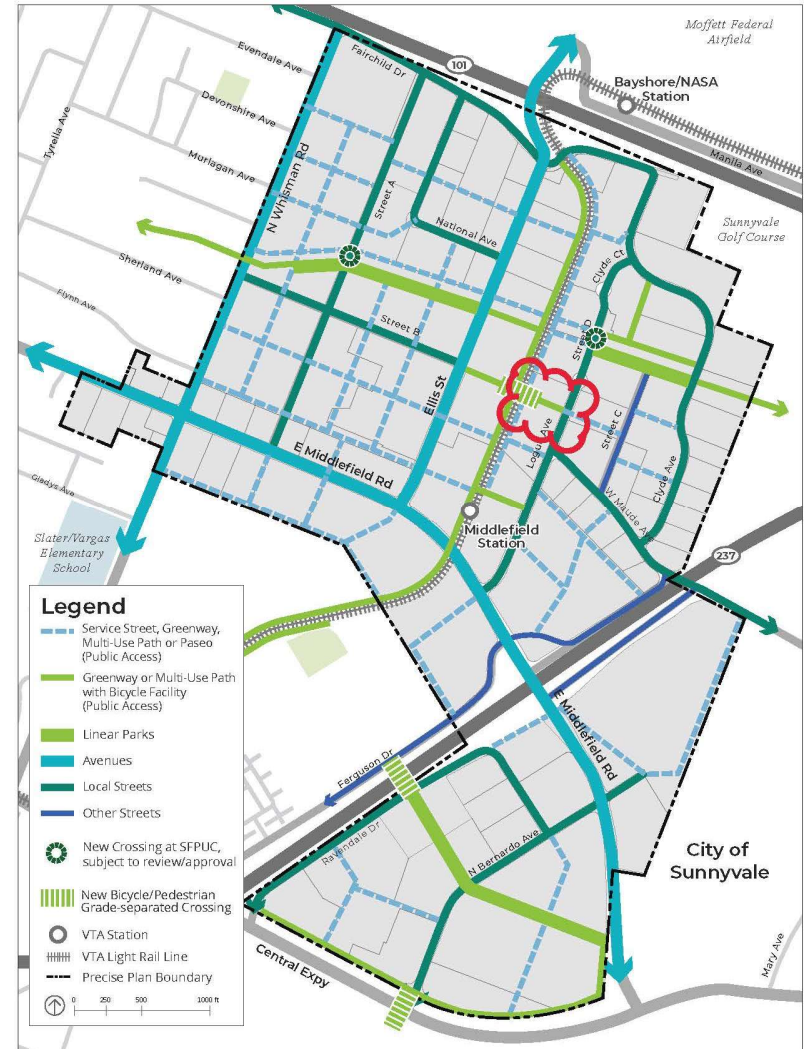 Moffett Federal
Airfield
Evendale Ave
Fairchild Dr
101
Bayshore/NASA
Station
Devonshire Ave
Tyrella Ave
Manila Ave
Murlagan Ave
N Whisman Rd
Street A
National Ave
Sunnyvale
Golf Course
Sherland Ave
Clyde Ct
Flynn Ave
Street B
Street D
Ellis St
Street C
Logue Ave
E Middlefield Rd
W Maude Ave
Clyde Ave
Gladys Ave
Middlefield
Station
Slater/Vargas
Elementary
School
237
Legend
Service Street, Greenway,
Multi-Use Path or Paseo
(Public Access)
Greenway or Multi-Use Path
with Bicycle Facility
(Public Access)
Linear Parks
Avenues
Local Streets
Other Streets
New Crossing at SFPUC,
subject to review/approval
New Bicycle/Pedestrian
Grade-separated Crossing
VTA Station
VTA Light Rail Line
Precise Plan Boundary
0 250 500 1000 ft
E Middlefield Rd
Ferguson Dr
Ravendale Dr
N Bernardo Ave
City of
Sunnyvale
Central Expy
Mary Ave